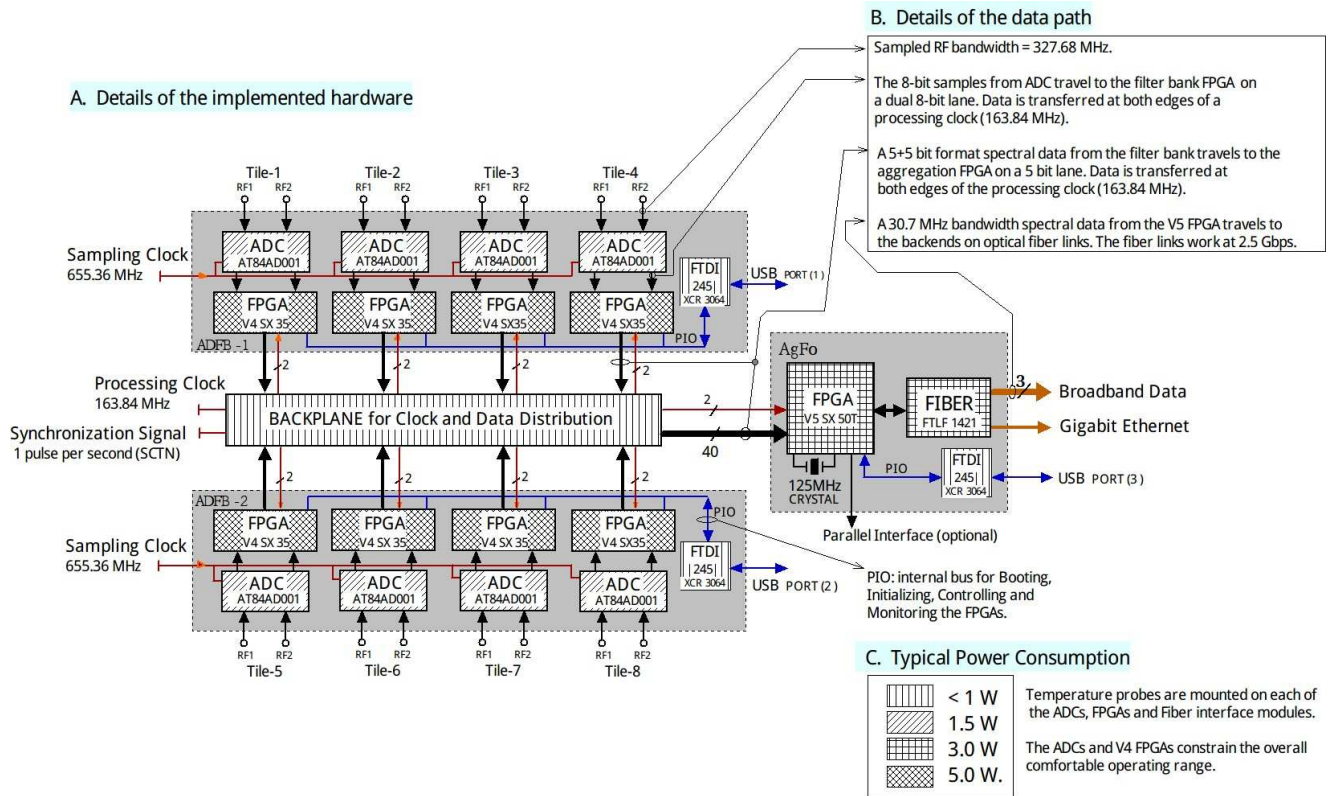 B. Details of the data path
Sampled RF bandwidth = 327.68 MHz.
The 8-bit samples from ADC travel to the filter bank FPGA on
a dual 8-bit lane. Data is transferred at both edges of a
processing clock (163.84 MHz).
A 5+5 bit format spectral data from the filter bank travels to the
aggregation FPGA on a 5 bit lane. Data is transferred at
both edges of the processing clock (163.84 MHz).
A 30.7 MHz bandwidth spectral data from the V5 FPGA travels to
the backends on optical fiber links. The fiber links work at 2.5 Gbps.
A. Details of the implemented hardware
Tile-1 Tile-2 Tile-3 Tile-4
RF1 RF2 RF1 RF2 RF1 RF2 RF1 RF2
Sampling Clock
655.36 MHz
ADC ADC ADC ADC
AT84AD001 AT84AD001 AT84AD001 AT84AD001
FTDI
245|
XCR 3064
USB PORT (1)
FPGA FPGA FPGA FPGA
V4 SX 35 V4 SX 35 V4 SX35 V4 SX35
PIO
ADFB -1
2 2 2 2
Processing Clock
163.84 MHz
Synchronization Signal
1 pulse per second (SCTN)
BACKPLANE for Clock and Data Distribution
2
40
AgFo
FPGA
V5 SX 50T
FIBER
FTLF 1421
3
Broadband Data
Gigabit Ethernet
125MHz
CRYSTAL
PIO
FTDI
245|
XCR 3064
USB PORT (3)
Parallel Interface (optional)
2 2 2 2
ADFB -2
FPGA FPGA FPGA FPGA
V4 SX 35 V4 SX 35 V4 SX 35 V4 SX35
PIO
Sampling Clock
655.36 MHz
ADC ADC ADC ADC
AT84AD001 AT84AD001 AT84AD001 AT84AD001
FTDI
245|
XCR 3064
USB PORT (2)
RF1 RF2 RF1 RF2 RF1 RF2 RF1 RF2
Tile-5 Tile-6 Tile-7 Tile-8
PIO: internal bus for Booting,
Initializing, Controlling and
Monitoring the FPGAs.
C. Typical Power Consumption
< 1 W
1.5 W
3.0 W
5.0 W.
Temperature probes are mounted on each of
the ADCs, FPGAs and Fiber interface modules.
The ADCs and V4 FPGAs constrain the overall
comfortable operating range.